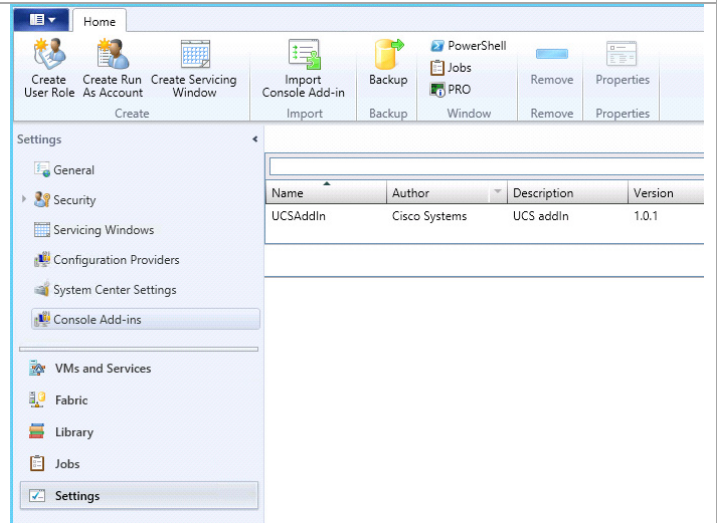 Home
Create User Role
Create Run As Account
Create Servicing Window
Import Console Add-in
Backup
PowerShell
Jobs
PRO
Remove
Properties
Create
Import
Backup
Window
Remove
Properties
Settings
General
Security
Servicing Windows
Configuration Providers
System Center Settings
Console Add-ins
Name Author Description Version
UCSAddIn Cisco Systems UCS addIn 1.0.1
VMs and Services
Fabric
Library
Jobs
Settings